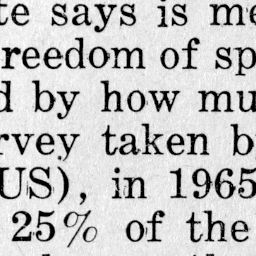 te says is me
reedom of sp
d by how mu
rvey taken b
US), in 1965
25% of the